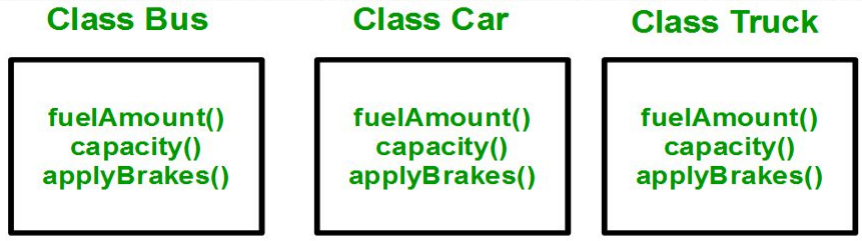 Class Bus
fuelAmount()
capacity()
applyBrakes()
Class Car
fuelAmount()
capacity()
applyBrakes()
Class Truck
fuelAmount()
capacity()
applyBrakes()